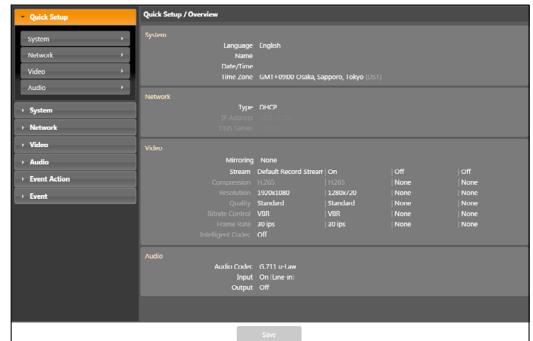 Quick Setup
Quick Setup / Overview
System
Network
Video
Audio
System
Network
Video
Audio
Event Action
Event
System
Language English
Name
Date/Time
Time Zone GMT+0900 Osaka, Sapporo, Tokyo (DST)
Network
Type DHCP
IP Address
DNS Server
Video
Mirroring None
Stream Default Record Stream | On | Off | Off
Compression H.265 | H.265 | None | None
Resolution 1920x1080 | 1280x720 | None | None
Quality Standard | Standard | None | None
Bitrate Control VBR | VBR | None | None
Frame Rate 30 ips | 30 ips | None | None
Intelligent Codec Off
Audio
Audio Codec G.711 u-Law
Input On (Line-in)
Output Off
Save